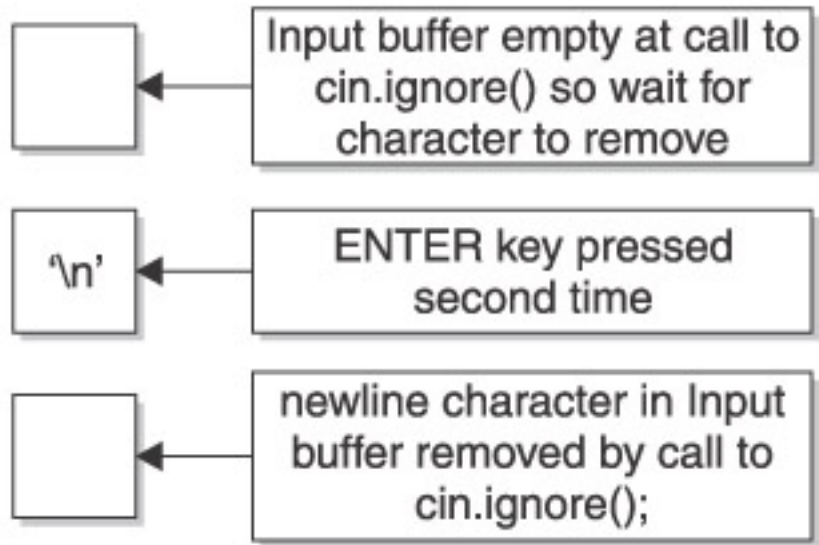 Input buffer empty at call to
cin.ignore() so wait for
character to remove
‘\n’
ENTER key pressed
second time
newline character in Input
buffer removed by call to
cin.ignore();